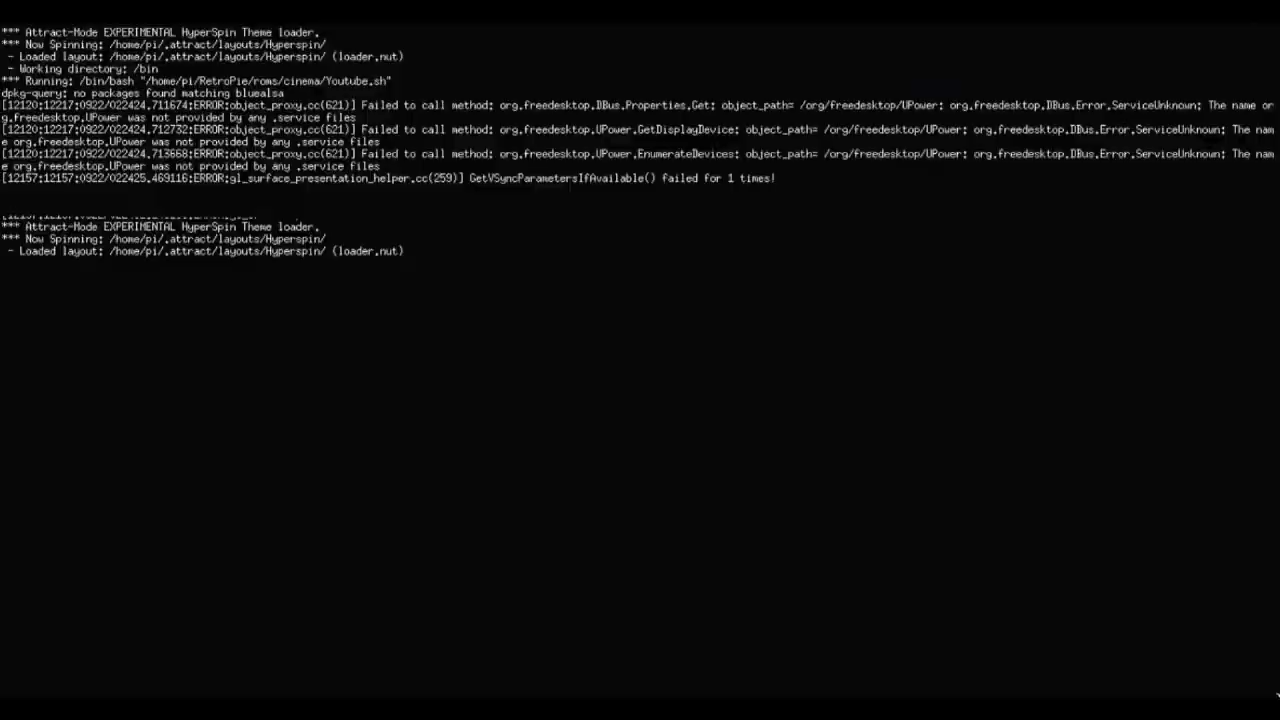 *** Attract-Mode EXPERIMENTAL HyperSpin Theme loader.
*** Now Spinning: /home/pi/.attract/layouts/Hyperspin/
 - Loaded layout: /home/pi/.attract/layouts/Hyperspin/ (loader.nut)
 - Working directory: /bin
*** Running: /bin/bash "/home/pi/RetroPie/roms/cinema/Youtube.sh"
dpkg-query: no packages found matching bluealsa
[12120:12217:0922/022424.711674:ERROR:object_proxy.cc(621)] Failed to call method: org.freedesktop.DBus.Properties.Get: object_path= /org/freedesktop/UPower: org.freedesktop.DBus.Error.ServiceUnknown: The name or
g.freedesktop.UPower was not provided by any .service files
[12120:12217:0922/022424.712732:ERROR:object_proxy.cc(621)] Failed to call method: org.freedesktop.UPower.GetDisplayDevice: object_path= /org/freedesktop/UPower: org.freedesktop.DBus.Error.ServiceUnknown: The nam
e org.freedesktop.UPower was not provided by any .service files
[12120:12217:0922/022424.713668:ERROR:object_proxy.cc(621)] Failed to call method: org.freedesktop.UPower.EnumerateDevices: object_path= /org/freedesktop/UPower: org.freedesktop.DBus.Error.ServiceUnknown: The nam
e org.freedesktop.UPower was not provided by any .service files
[12157:12157:0922/022425.469116:ERROR:gl_surface_presentation_helper.cc(259)] GetVSyncParametersIfAvailable() failed for 1 times!
*** Attract-Mode EXPERIMENTAL HyperSpin Theme loader.
*** Now Spinning: /home/pi/.attract/layouts/Hyperspin/
 - Loaded layout: /home/pi/.attract/layouts/Hyperspin/ (loader.nut)